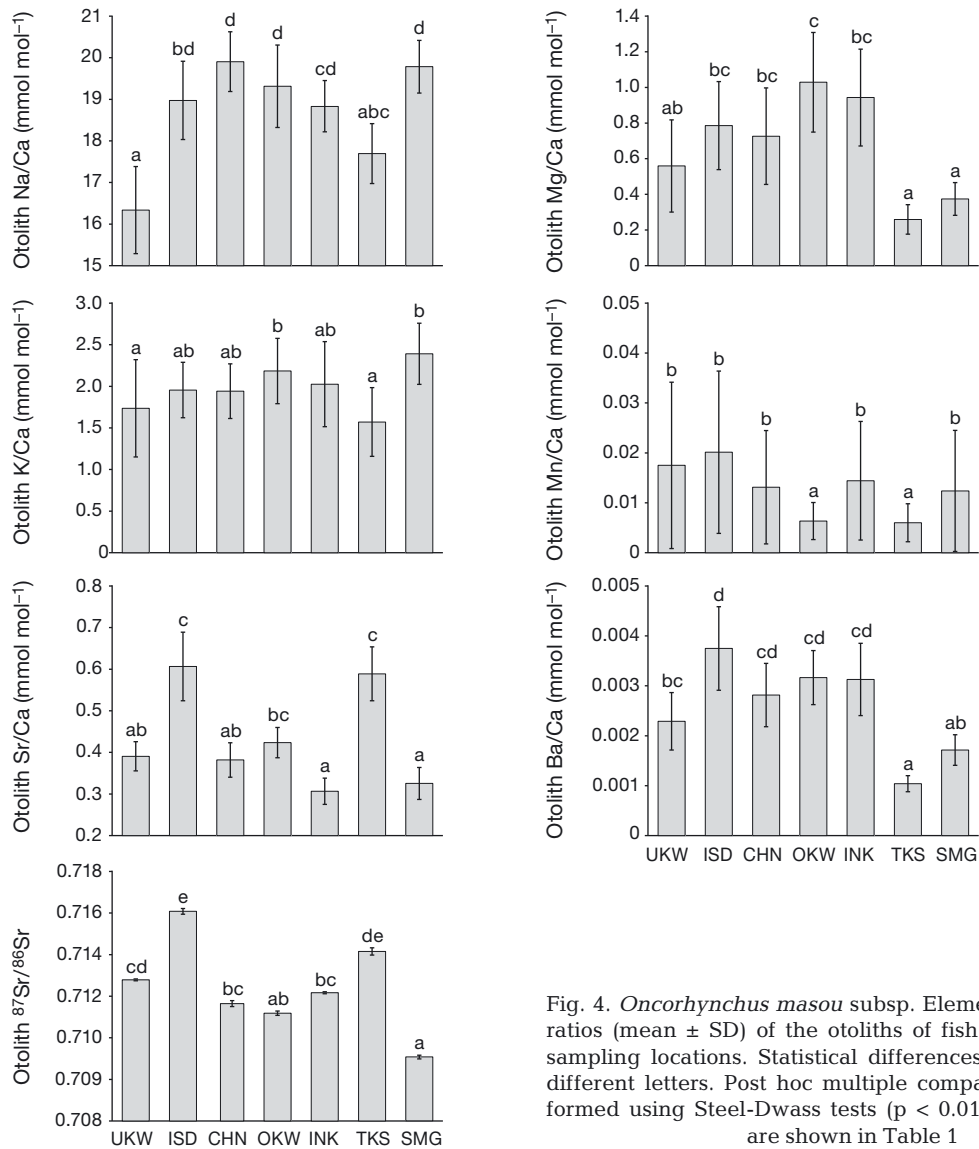 Otolith Na/Ca (mmol mol⁻¹)
21
20
19
18
17
16
15
a
bd
d
d
cd
abc
d
Otolith Mg/Ca (mmol mol⁻¹)
1.4
1.2
1.0
0.8
0.6
0.4
0.2
0
ab
bc
bc
c
bc
a
a
Otolith K/Ca (mmol mol⁻¹)
3.0
2.5
2.0
1.5
1.0
0.5
0
a
ab
ab
b
ab
a
b
Otolith Mn/Ca (mmol mol⁻¹)
0.05
0.04
0.03
0.02
0.01
0
b
b
b
a
b
a
b
Otolith Sr/Ca (mmol mol⁻¹)
0.8
0.7
0.6
0.5
0.4
0.3
0.2
ab
c
ab
bc
a
c
a
Otolith Ba/Ca (mmol mol⁻¹)
0.005
0.004
0.003
0.002
0.001
0
bc
d
cd
cd
cd
a
ab
UKW ISD CHN OKW INK TKS SMG
Otolith ⁸⁷Sr/⁸⁶Sr
0.718
0.716
0.714
0.712
0.710
0.709
0.708
cd
e
bc
ab
bc
de
a
UKW ISD CHN OKW INK TKS SMG
Fig. 4. Oncorhynchus masou subsp. Eleme
ratios (mean ± SD) of the otoliths of fish
sampling locations. Statistical differences
different letters. Post hoc multiple compa
formed using Steel-Dwass tests (p < 0.01
are shown in Table 1